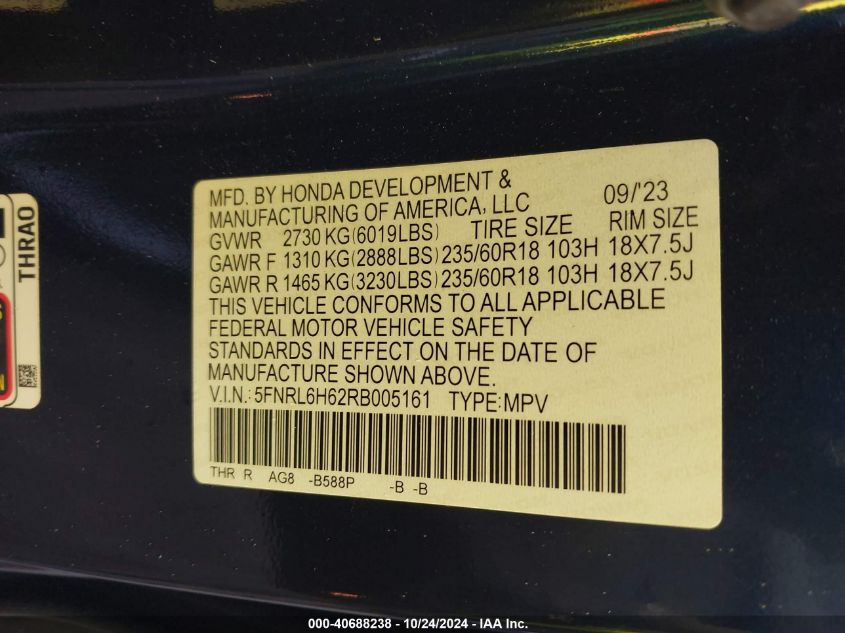 MFD. BY HONDA DEVELOPMENT & 09/'23
MANUFACTURING OF AMERICA, LLC
GVWR 2730 KG(6019LBS) TIRE SIZE RIM SIZE
GAWR F 1310 KG(2888LBS) 235/60R18 103H 18X7.5J
GAWR R 1465 KG(3230LBS) 235/60R18 103H 18X7.5J
THIS VEHICLE CONFORMS TO ALL APPLICABLE
FEDERAL MOTOR VEHICLE SAFETY
STANDARDS IN EFFECT ON THE DATE OF
MANUFACTURE SHOWN ABOVE.
V.I.N.:5FNRL6H62RB005161 TYPE:MPV
THR R AG8 -B588P -B -B
THRAO
000-40688238 - 10/24/2024 - IAA Inc.